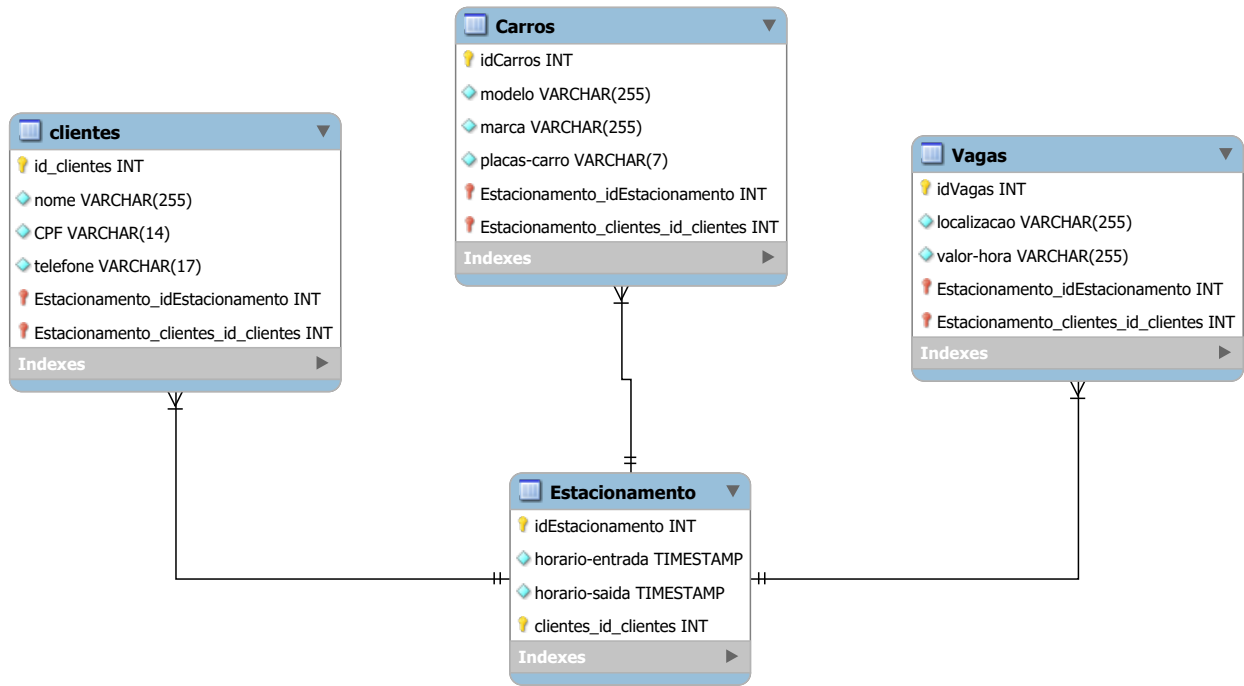 Carros
idCarros INT
modelo VARCHAR(255)
marca VARCHAR(255)
placas-carro VARCHAR(7)
Estacionamento_idEstacionamento INT
Estacionamento_clientes_id_clientes INT
Indexes
clientes
id_clientes INT
nome VARCHAR(255)
CPF VARCHAR(14)
telefone VARCHAR(17)
Estacionamento_idEstacionamento INT
Estacionamento_clientes_id_clientes INT
Indexes
Vagas
idVagas INT
localizacao VARCHAR(255)
valor-hora VARCHAR(255)
Estacionamento_idEstacionamento INT
Estacionamento_clientes_id_clientes INT
Indexes
Estacionamento
idEstacionamento INT
horario-entrada TIMESTAMP
horario-saida TIMESTAMP
clientes_id_clientes INT
Indexes